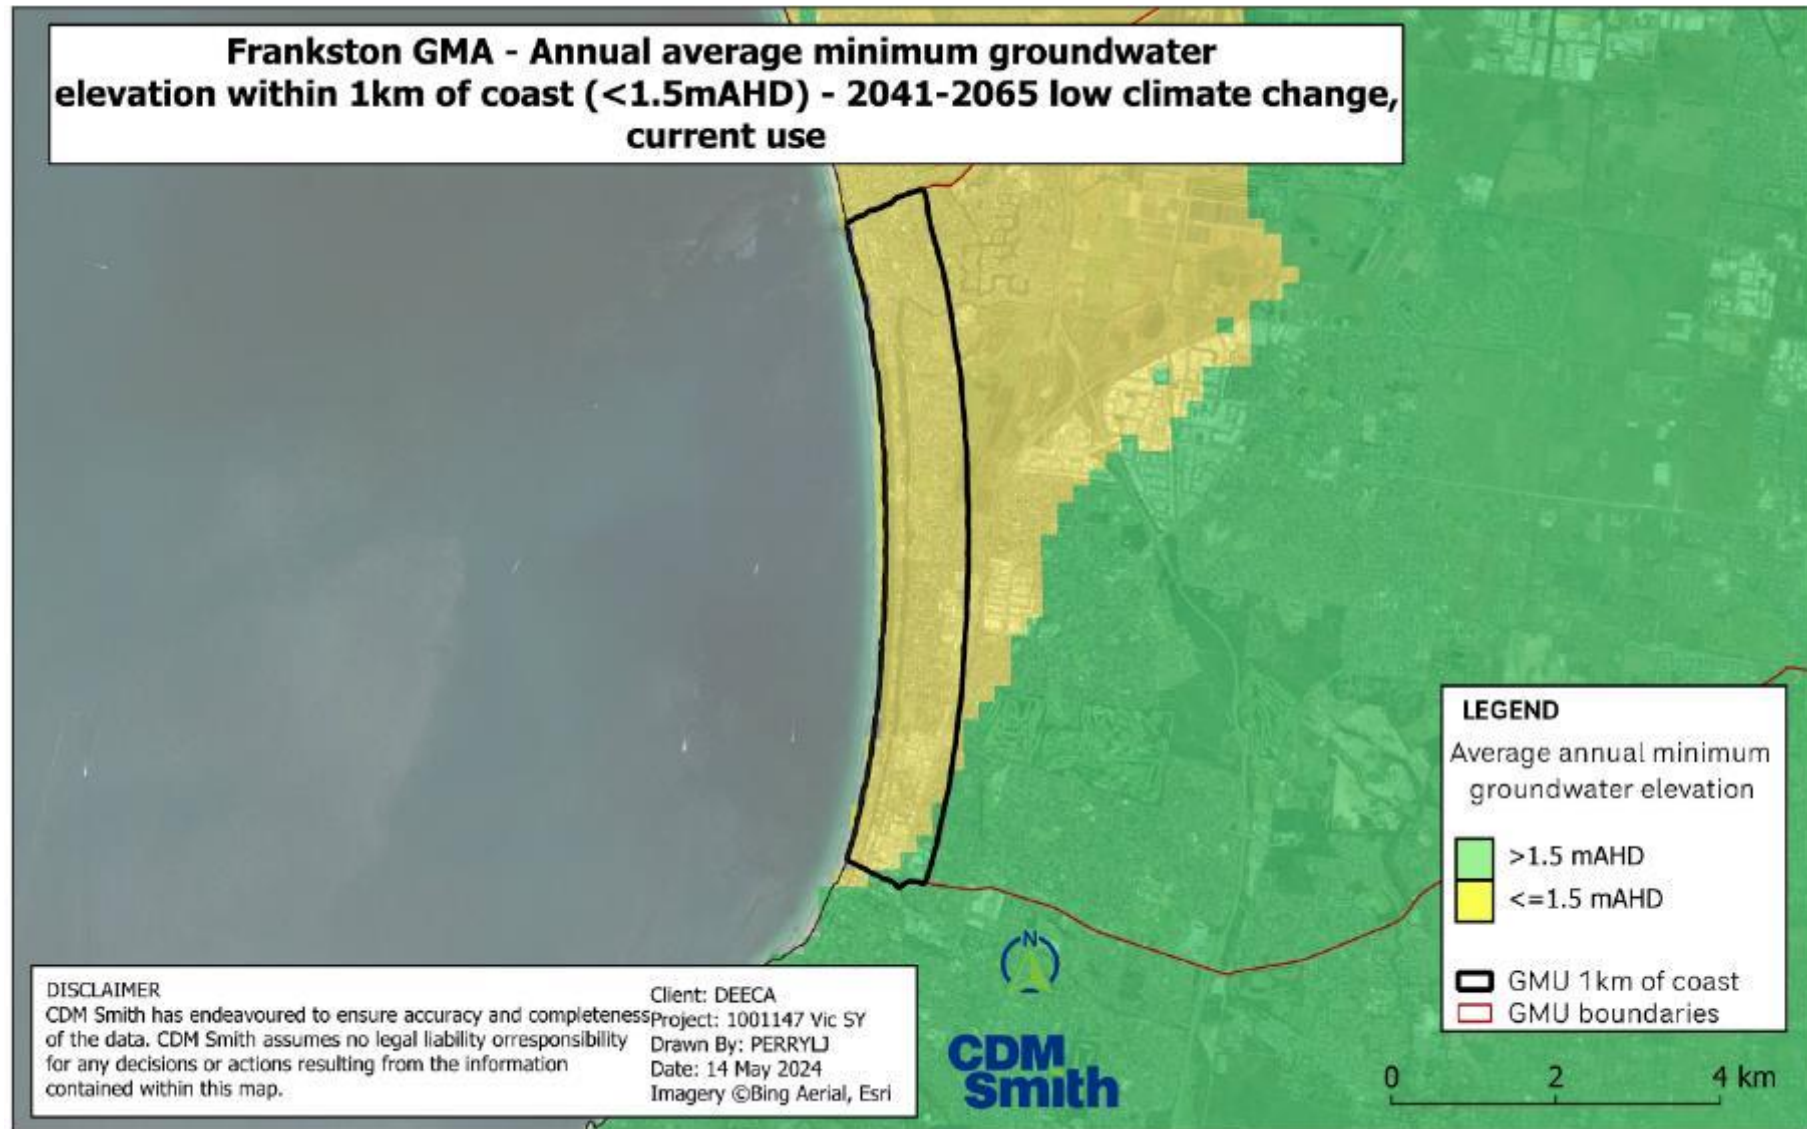 Frankston GMA - Annual average minimum groundwater
elevation within 1km of coast (<1.5mAHD) - 2041-2065 low climate change,
current use
LEGEND
Average annual minimum
groundwater elevation
>1.5 mAHD
<=1.5 mAHD
GMU 1km of coast
GMU boundaries
DISCLAIMER
CDM Smith has endeavoured to ensure accuracy and completeness
of the data. CDM Smith assumes no legal liability orresponsibility
for any decisions or actions resulting from the information
contained within this map.
Client: DEECA
Project: 1001147 Vic SY
Drawn By: PERRYLJ
Date: 14 May 2024
Imagery ©Bing Aerial, Esri
N
CDM
Smith
0 2 4 km